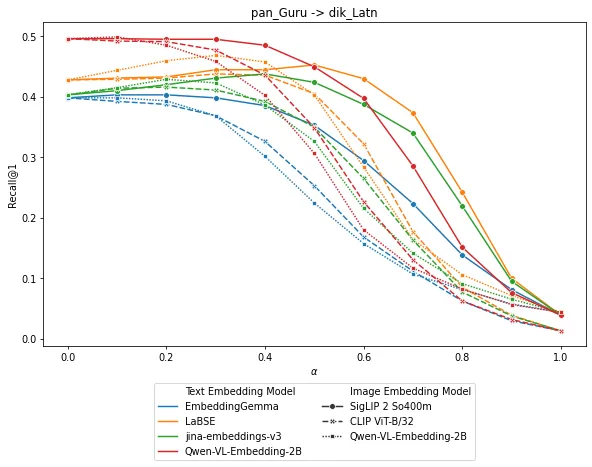 pan_Guru -> dik_Latn
Recall@1
0.5
0.4
0.3
0.2
0.1
0.0
0.0 0.2 0.4 0.6 0.8 1.0
α
Text Embedding Model Image Embedding Model
EmbeddingGemma SigLIP 2 So400m
LaBSE CLIP ViT-B/32
jina-embeddings-v3 Qwen-VL-Embedding-2B
Qwen-VL-Embedding-2B